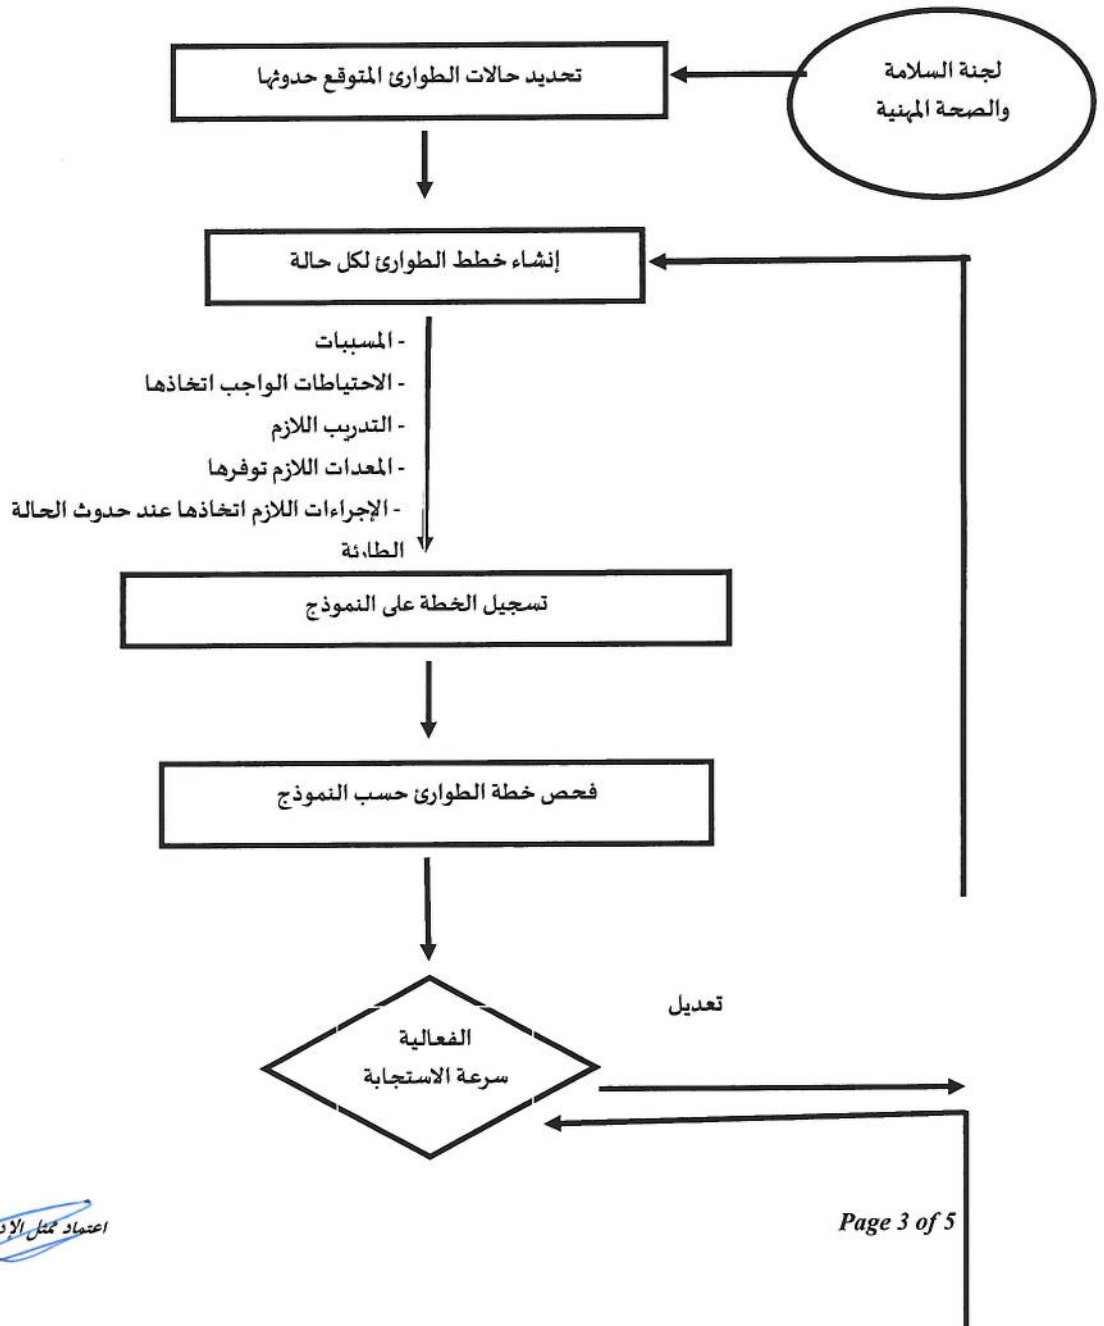 لجنة السلامة
والصحة المهنية
تحديد حالات الطوارئ المتوقع حدوثها
إنشاء خطط الطوارئ لكل حالة
- المسببات
- الاحتياطات الواجب اتخاذها
- التدريب اللازم
- المعدات اللازم توفرها
- الإجراءات اللازم اتخاذها عند حدوث الحالة
الطارئة
تسجيل الخطة على النموذج
فحص خطة الطوارئ حسب النموذج
تعديل
الفعالية
سرعة الاستجابة
Page 3 of 5
اعتماد ممثل